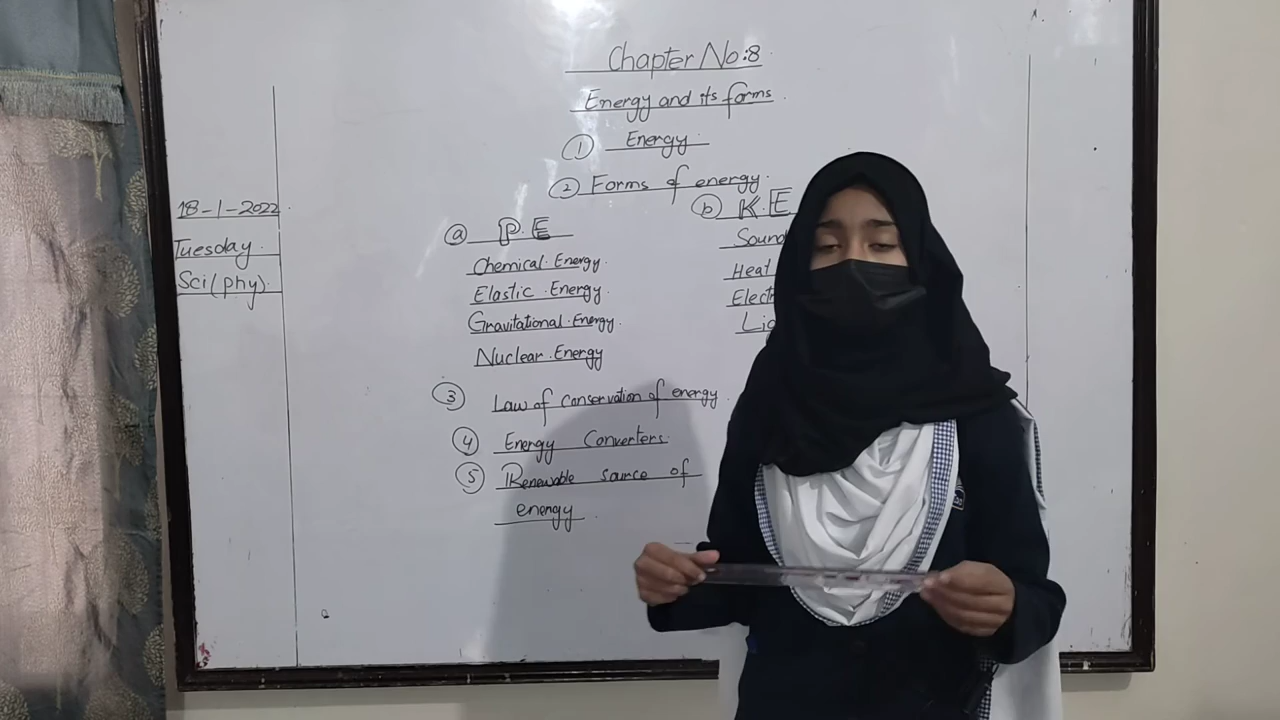 Chapter No:8.
Energy and its forms.
① Energy.
② Forms of energy.
18-1-2022.
Tuesday.
Sci(phy).
ⓐ P.E
Chemical.Energy.
Elastic.Energy.
Gravitational.Energy.
Nuclear.Energy
ⓑ K.E
Sound
Heat
③ Law of conservation of energy.
④ Energy Converters.
⑤ Renewable source of
energy.